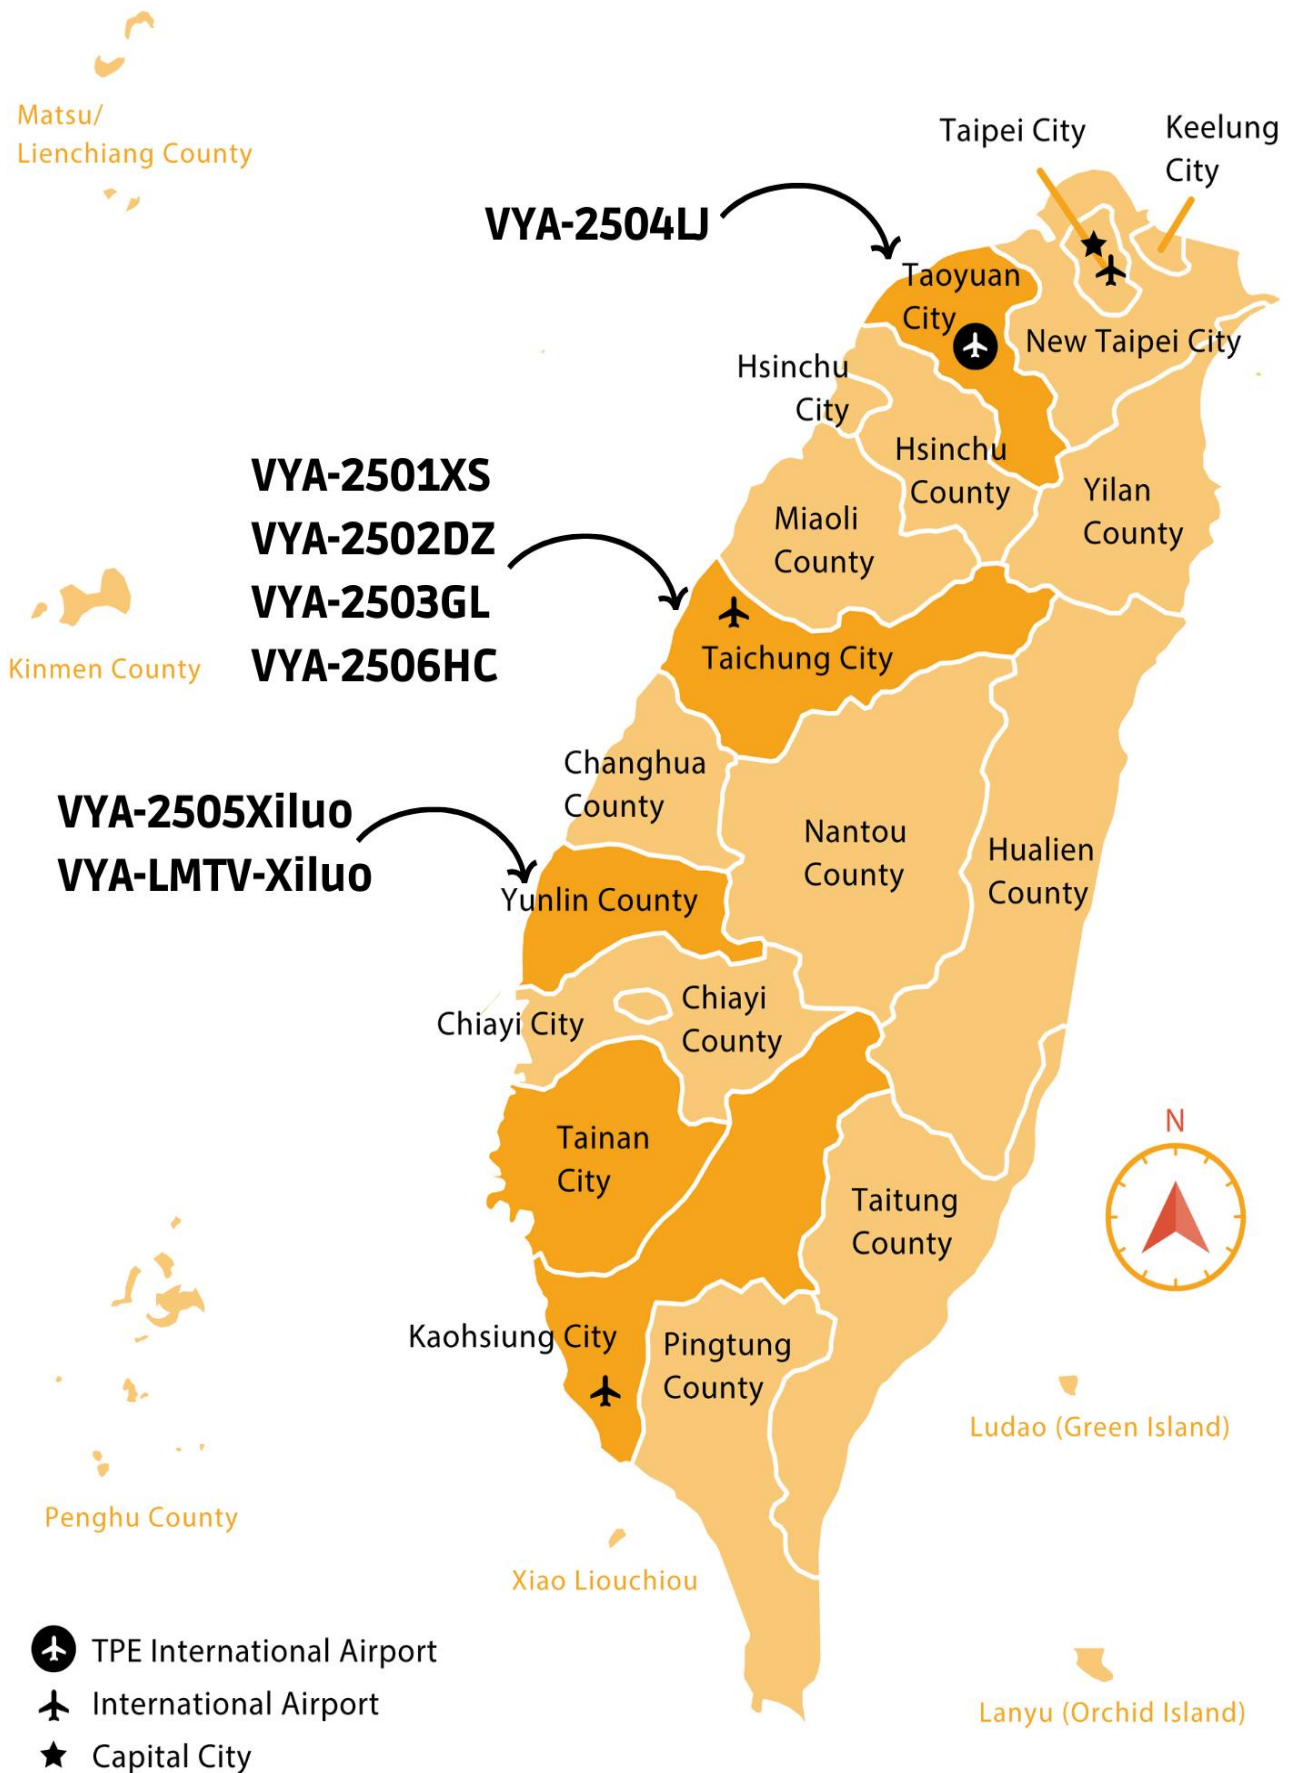 Matsu/
Lienchiang County
Taipei City
Keelung
City
VYA-2504LJ
Taoyuan
City
New Taipei City
Hsinchu
City
Hsinchu
County
Yilan
County
Miaoli
County
VYA-2501XS
VYA-2502DZ
VYA-2503GL
VYA-2506HC
Kinmen County
Taichung City
Changhua
County
VYA-2505Xiluo
VYA-LMTV-Xiluo
Nantou
County
Hualien
County
Yunlin County
Chiayi City
Chiayi
County
Tainan
City
N
Taitung
County
Kaohsiung City
Pingtung
County
Ludao (Green Island)
Penghu County
Xiao Liouchiou
Lanyu (Orchid Island)
TPE International Airport
International Airport
Capital City